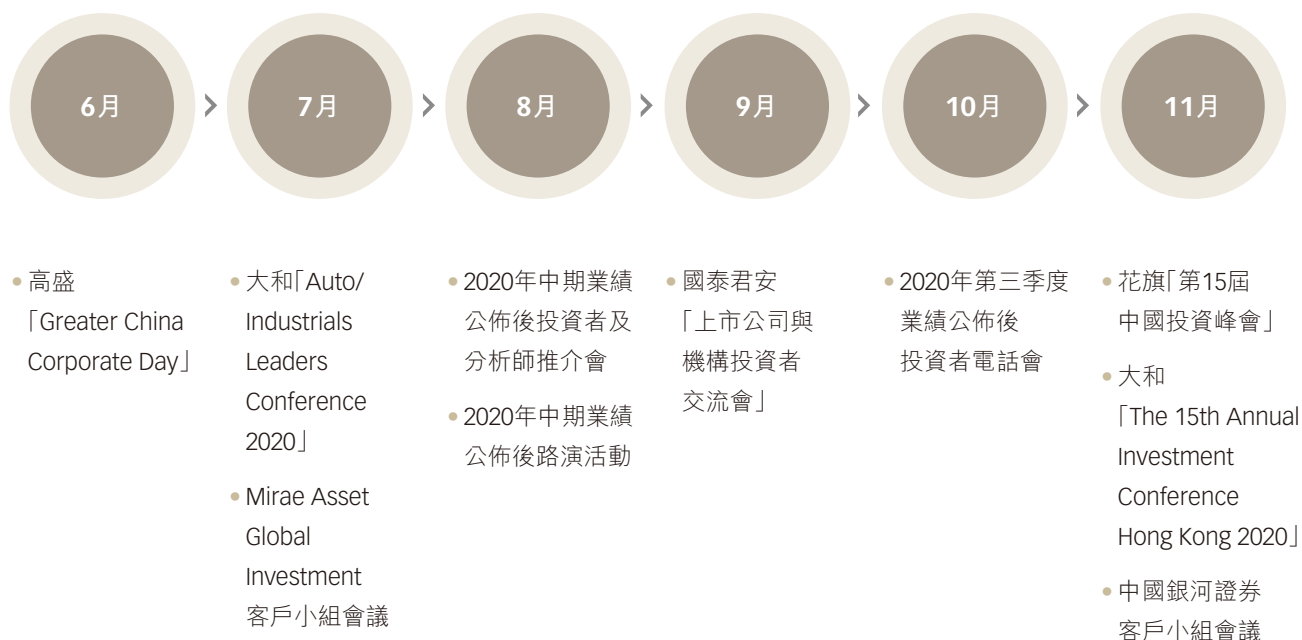 6月
7月
8月
9月
10月
11月
高盛
「Greater China
Corporate Day」
大和「Auto/
Industrials
Leaders
Conference
2020」
Mirae Asset
Global
Investment
客戶小組會議
2020年中期業績
公佈後投資者及
分析師推介會
2020年中期業績
公佈後路演活動
國泰君安
「上市公司與
機構投資者
交流會」
2020年第三季度
業績公佈後
投資者電話會
花旗「第15屆
中國投資峰會」
大和
「The 15th Annual
Investment
Conference
Hong Kong 2020」
中國銀河證券
客戶小組會議